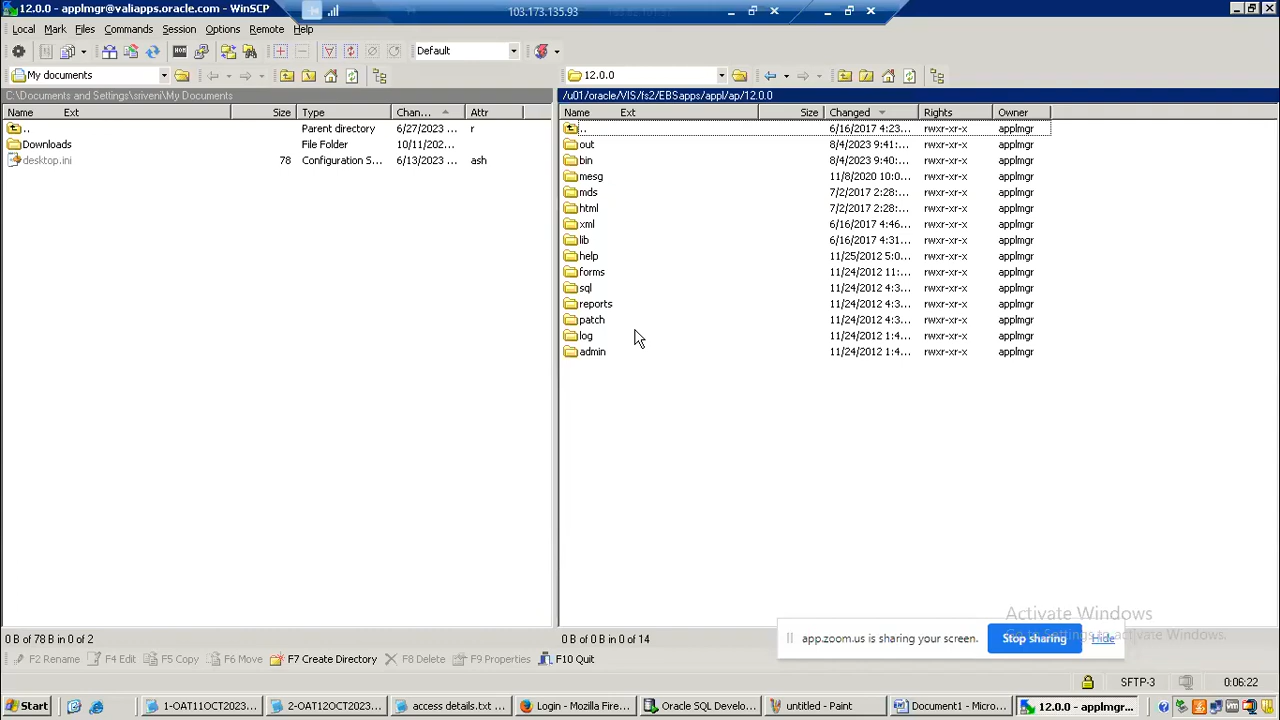 12.0.0 - applmgr@valiapps.oracle.com - WinSCP
103.173.135.93
Local Mark Files Commands Session Options Remote Help
Default
My documents
12.0.0
C:\Documents and Settings\sriveni\My Documents
/u01/oracle/VIS/fs2/EBSapps/appl/ap/12.0.0
Name Ext Size Type Chan... Attr
Name Ext Size Changed Rights Owner
.. Parent directory 6/27/2023 ... r
Downloads File Folder 10/11/202...
desktop.ini 78 Configuration S... 6/13/2023 ... ash
.. 6/16/2017 4:23... rwxr-xr-x applmgr
out 8/4/2023 9:41:... rwxr-xr-x applmgr
bin 8/4/2023 9:40:... rwxr-xr-x applmgr
mesg 11/8/2020 10:0... rwxr-xr-x applmgr
mds 7/2/2017 2:28:... rwxr-xr-x applmgr
html 7/2/2017 2:28:... rwxr-xr-x applmgr
xml 6/16/2017 4:46... rwxr-xr-x applmgr
lib 6/16/2017 4:31... rwxr-xr-x applmgr
help 11/25/2012 5:0... rwxr-xr-x applmgr
forms 11/24/2012 11:... rwxr-xr-x applmgr
sql 11/24/2012 4:3... rwxr-xr-x applmgr
reports 11/24/2012 4:3... rwxr-xr-x applmgr
patch 11/24/2012 4:3... rwxr-xr-x applmgr
log 11/24/2012 1:4... rwxr-xr-x applmgr
admin 11/24/2012 1:4... rwxr-xr-x applmgr
Activate Windows
Go to Settings to activate Windows.
0 B of 78 B in 0 of 2
0 B of 0 B in 0 of 14
app.zoom.us is sharing your screen. Stop sharing Hide
F2 Rename F4 Edit F5 Copy F6 Move F7 Create Directory F8 Delete F9 Properties F10 Quit
SFTP-3 0:06:22
Start 1-OAT11OCT2023... 2-OAT11OCT2023... access details.txt ... Login - Mozilla Fire... Oracle SQL Develo... untitled - Paint Document1 - Micros... 12.0.0 - applmgr... 7:20 PM